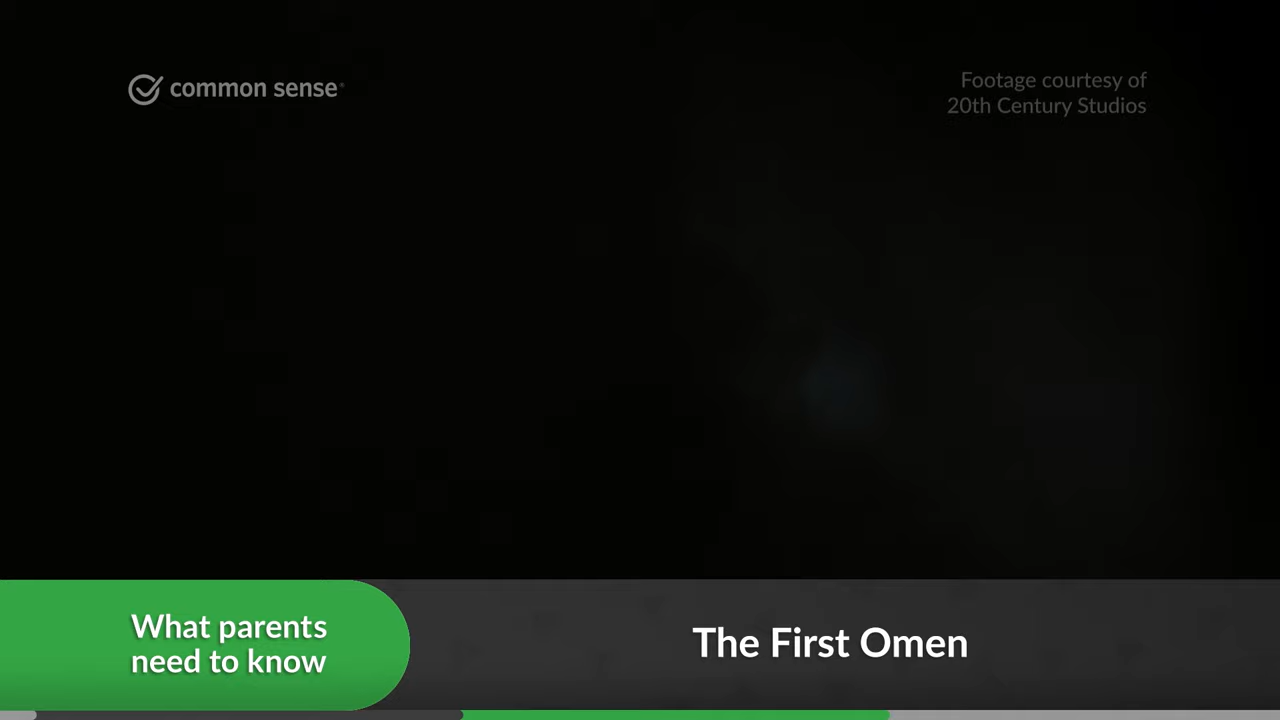 common sense
Footage courtesy of
20th Century Studios
What parents
need to know
The First Omen